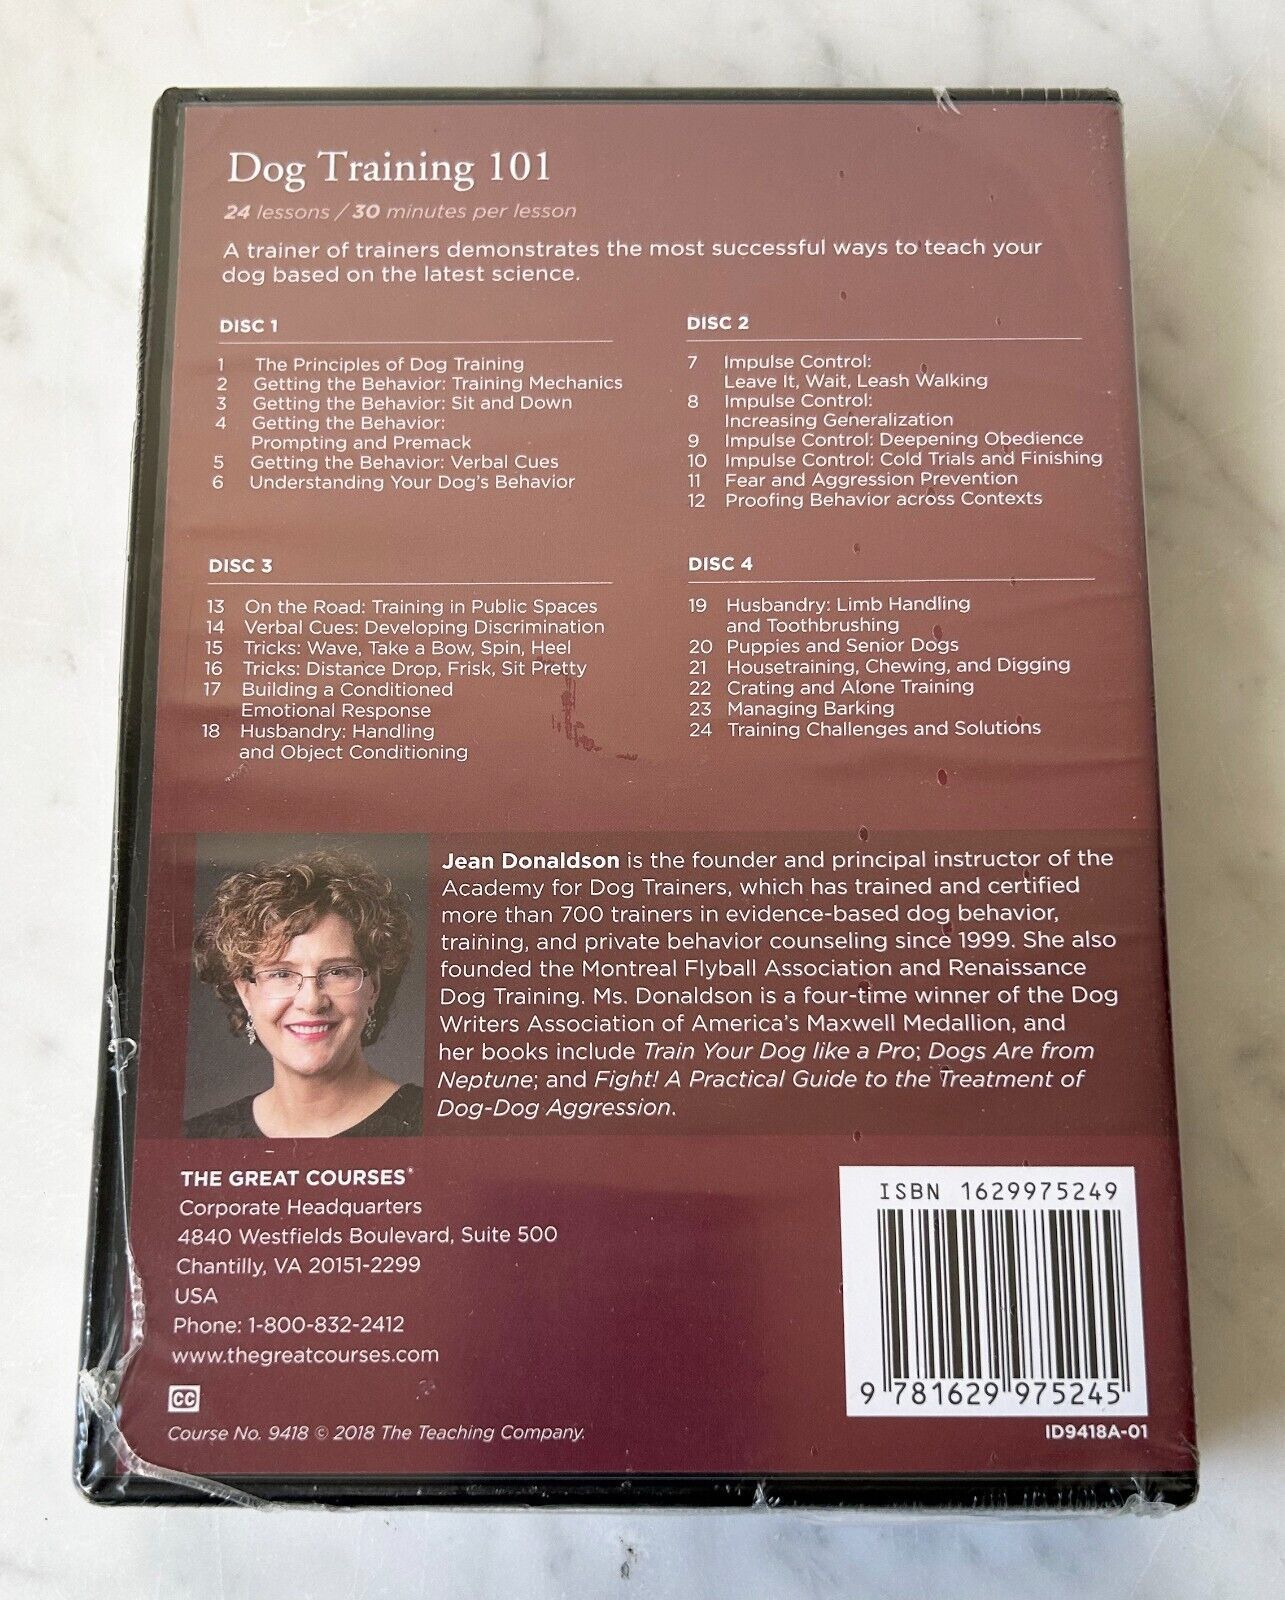 Dog Training 101
24 lessons / 30 minutes per lesson
A trainer of trainers demonstrates the most successful ways to teach your
dog based on the latest science.
DISC 1
1 The Principles of Dog Training
2 Getting the Behavior: Training Mechanics
3 Getting the Behavior: Sit and Down
4 Getting the Behavior:
Prompting and Premack
5 Getting the Behavior: Verbal Cues
6 Understanding Your Dog's Behavior
DISC 2
7 Impulse Control:
Leave It, Wait, Leash Walking
8 Impulse Control:
Increasing Generalization
9 Impulse Control: Deepening Obedience
10 Impulse Control: Cold Trials and Finishing
11 Fear and Aggression Prevention
12 Proofing Behavior across Contexts
DISC 3
13 On the Road: Training in Public Spaces
14 Verbal Cues: Developing Discrimination
15 Tricks: Wave, Take a Bow, Spin, Heel
16 Tricks: Distance Drop, Frisk, Sit Pretty
17 Building a Conditioned
Emotional Response
18 Husbandry: Handling
and Object Conditioning
DISC 4
19 Husbandry: Limb Handling
and Toothbrushing
20 Puppies and Senior Dogs
21 Housetraining, Chewing, and Digging
22 Crating and Alone Training
23 Managing Barking
24 Training Challenges and Solutions
Jean Donaldson is the founder and principal instructor of the
Academy for Dog Trainers, which has trained and certified
more than 700 trainers in evidence-based dog behavior,
training, and private behavior counseling since 1999. She also
founded the Montreal Flyball Association and Renaissance
Dog Training. Ms. Donaldson is a four-time winner of the Dog
Writers Association of America's Maxwell Medallion, and
her books include Train Your Dog like a Pro; Dogs Are from
Neptune; and Fight! A Practical Guide to the Treatment of
Dog-Dog Aggression.
THE GREAT COURSES®
Corporate Headquarters
4840 Westfields Boulevard, Suite 500
Chantilly, VA 20151-2299
USA
Phone: 1-800-832-2412
www.thegreatcourses.com
CC
Course No. 9418 © 2018 The Teaching Company.
ISBN 1629975249
9 781629 975245
ID9418A-01